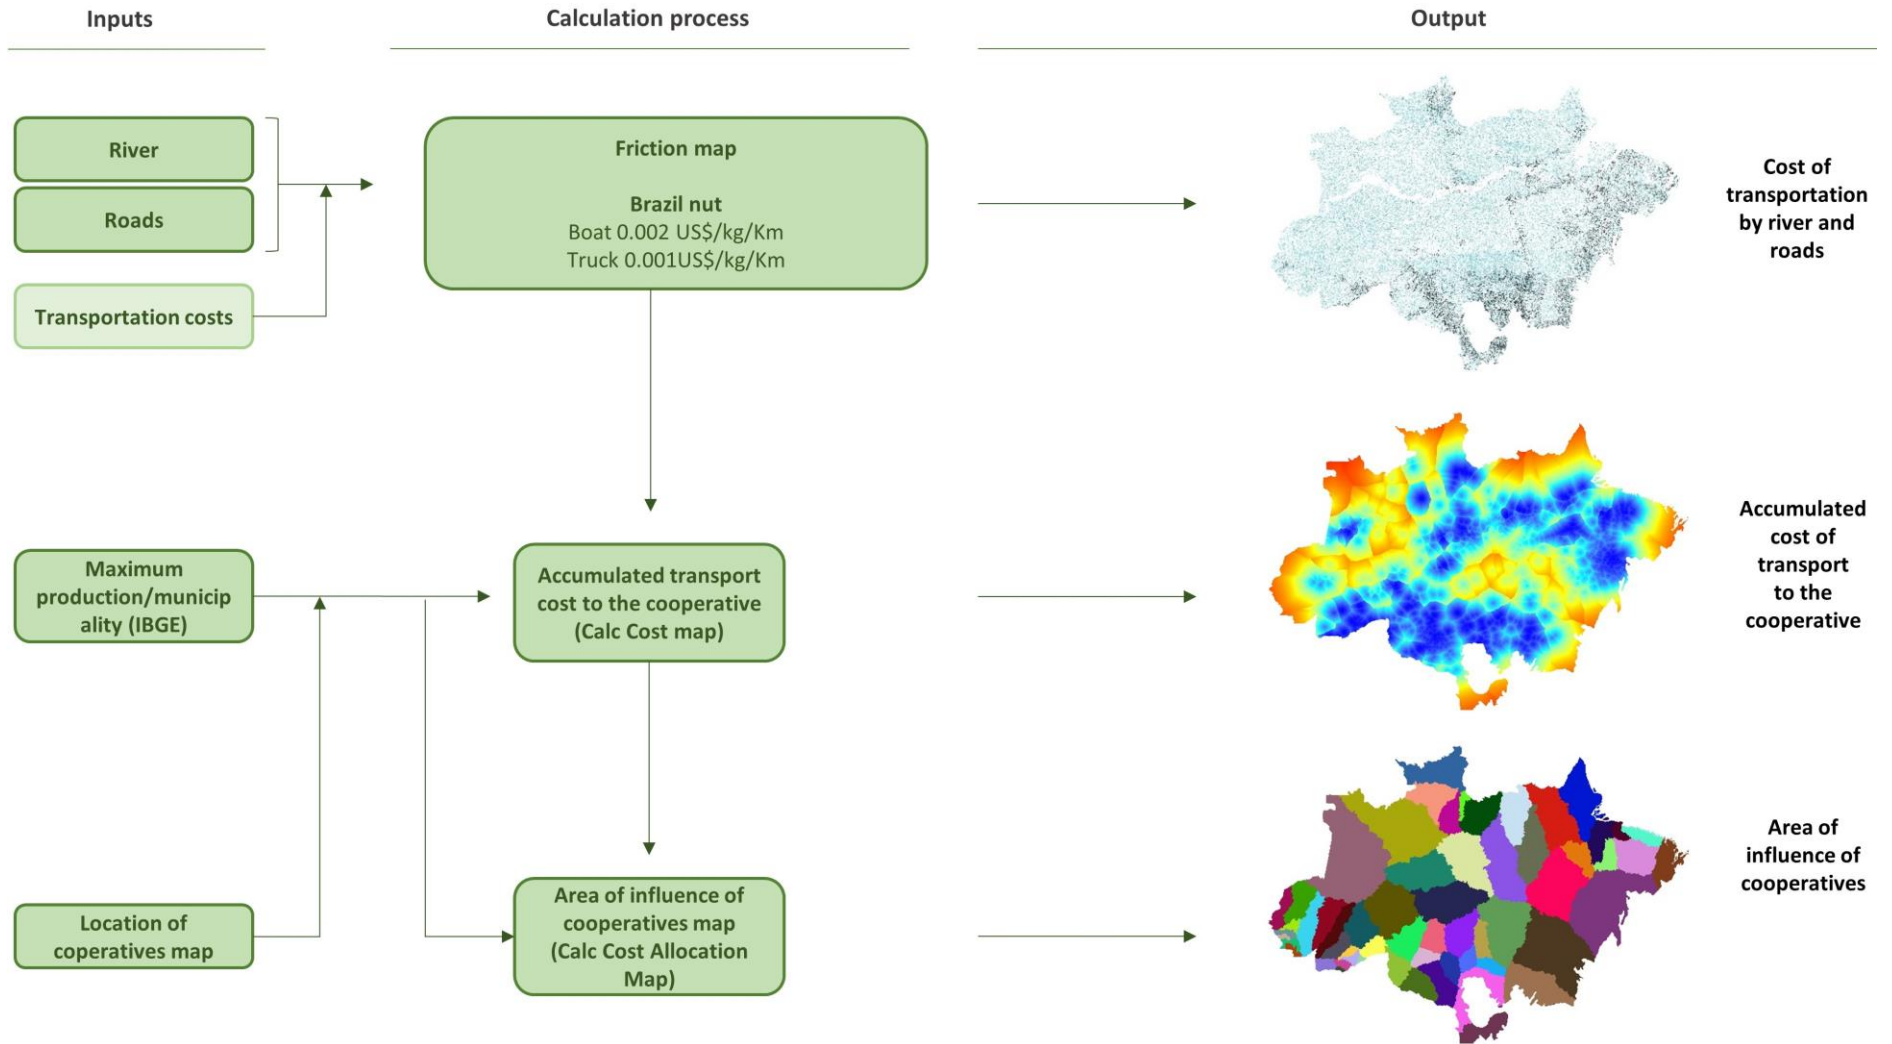 Inputs
Calculation process
Output
River
Roads
Transportation costs
Friction map
Brazil nut
Boat 0.002 US$/kg/Km
Truck 0.001US$/kg/Km
Cost of
transportation
by river and
roads
Maximum
production/municip
ality (IBGE)
Accumulated transport
cost to the cooperative
(Calc Cost map)
Accumulated
cost of
transport
to the
cooperative
Location of
coperatives map
Area of influence of
cooperatives map
(Calc Cost Allocation
Map)
Area of
influence of
cooperatives